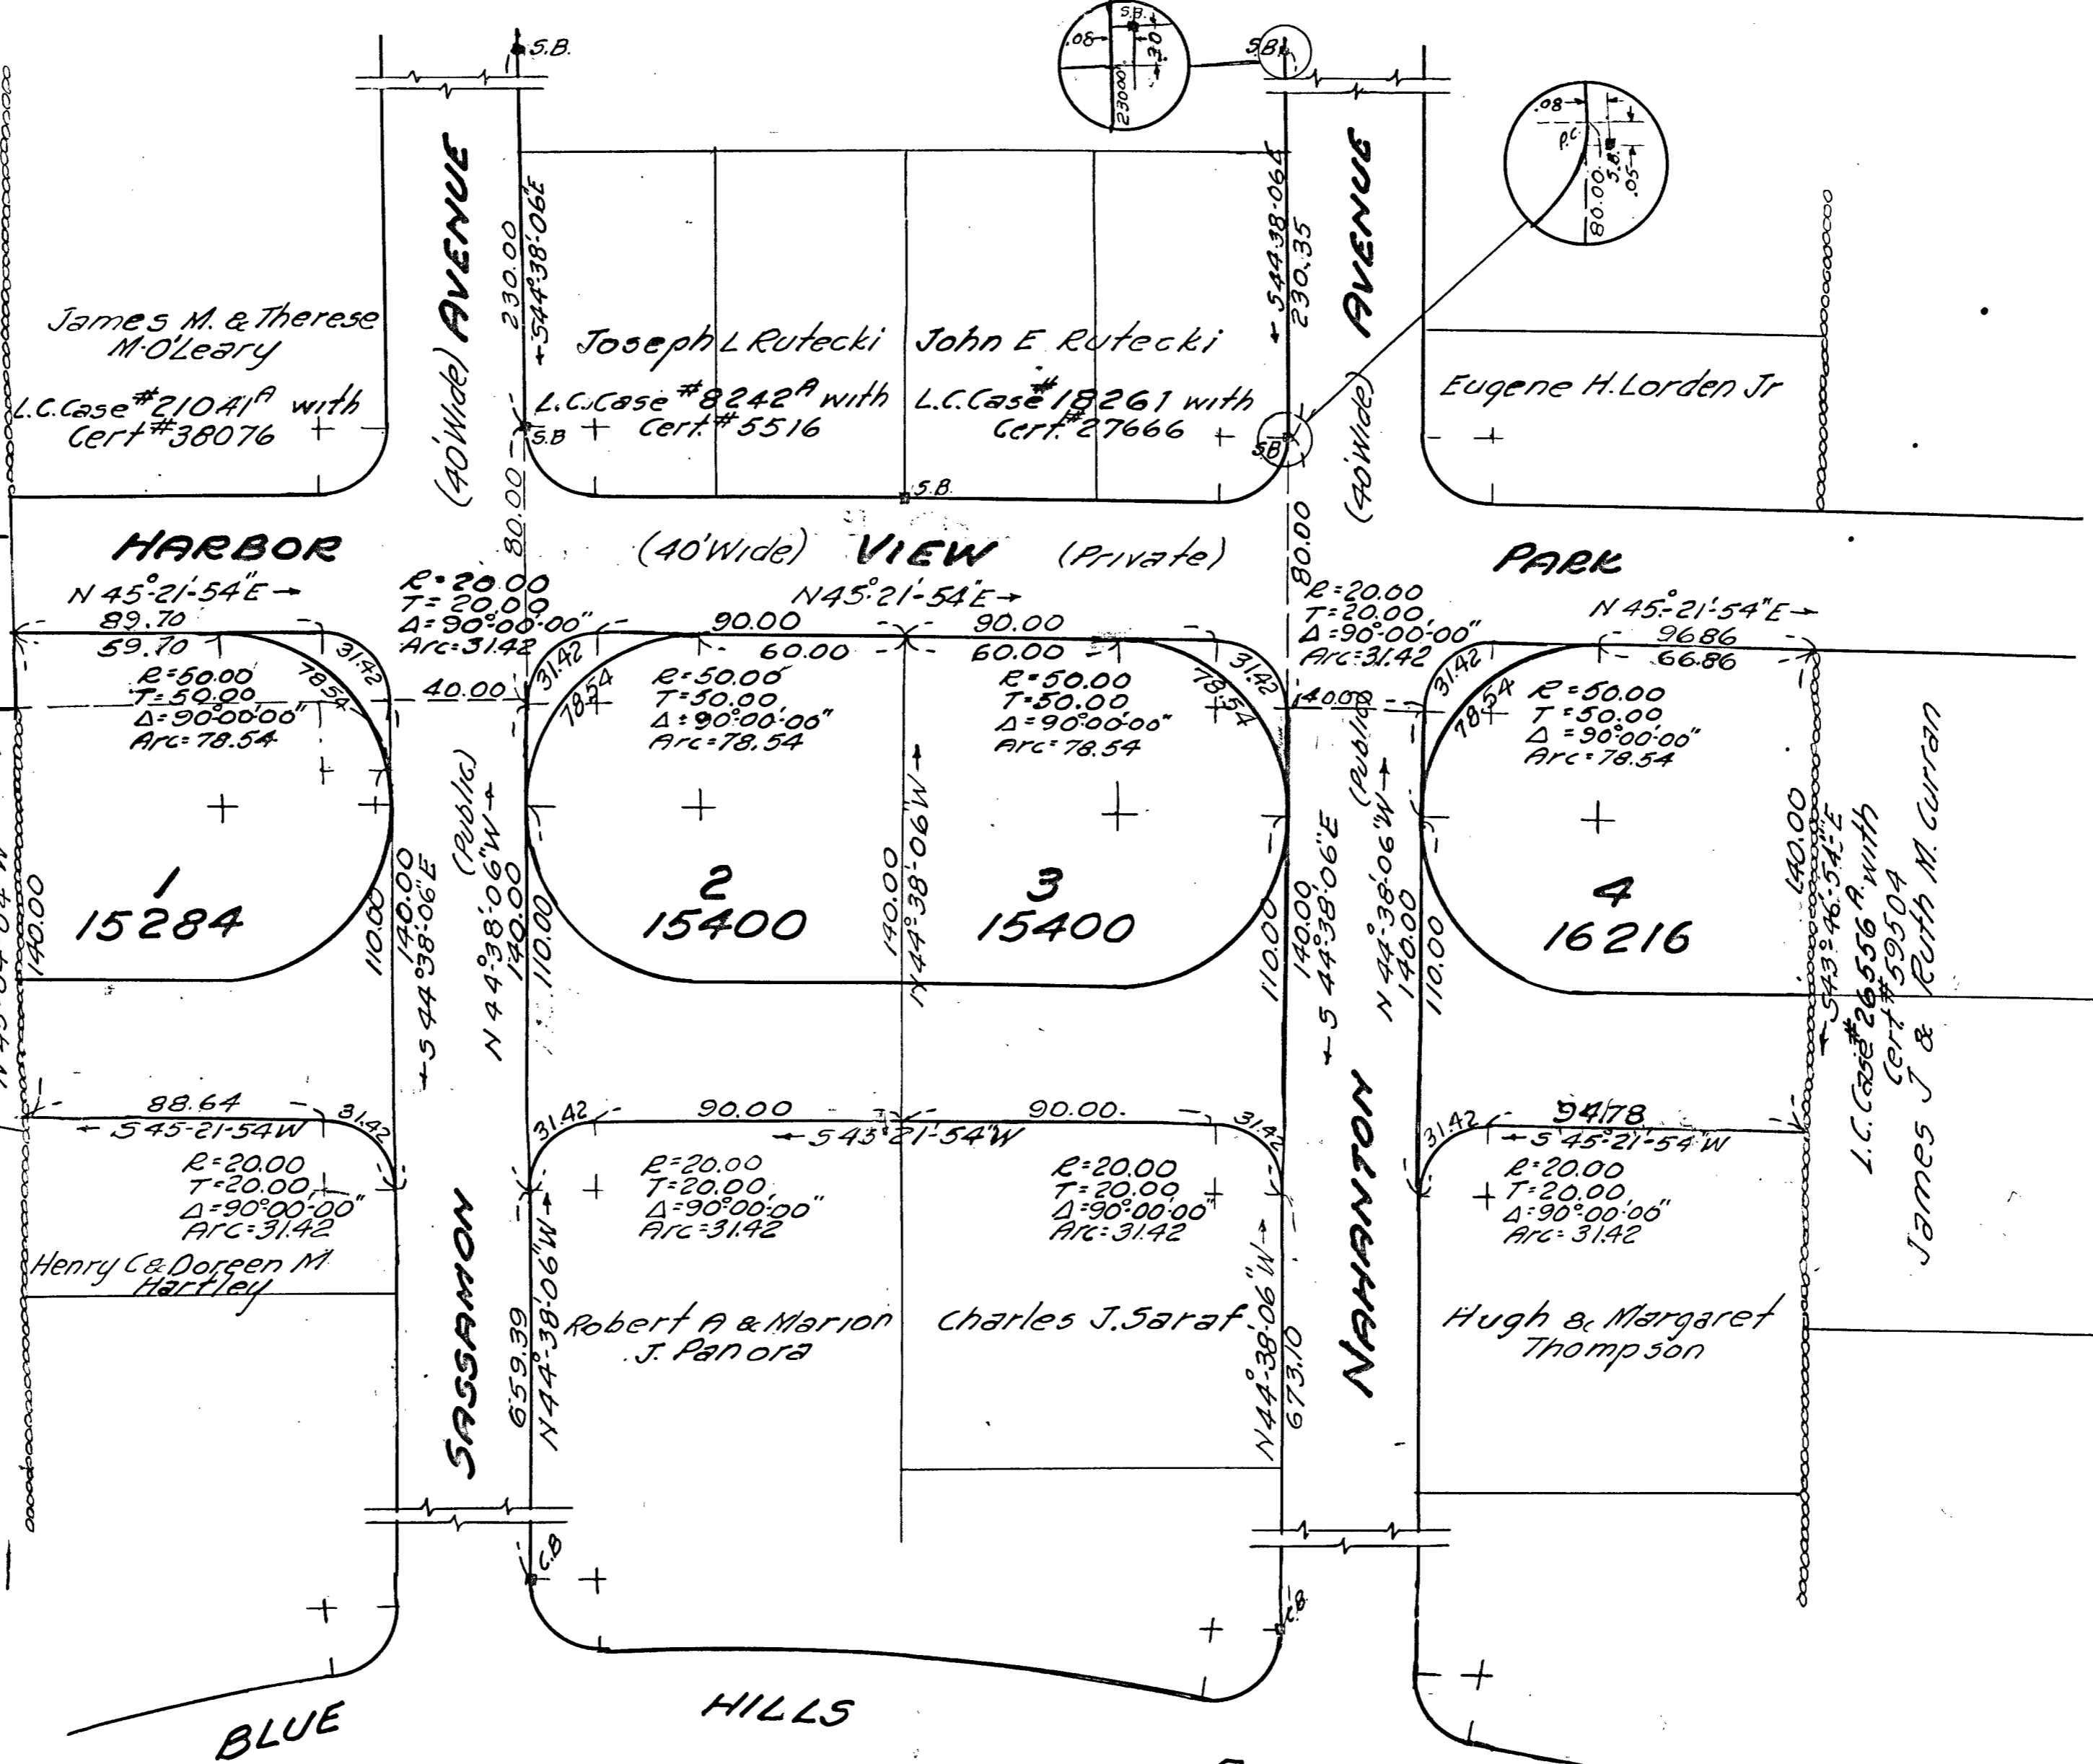 S.B.
S.B.
.08
.30
230.00
S.B.
.08
P.C.
80.00
S.B.
.05
AVENUE
(40'Wide)
230.00
S44°38'-06"E
80.00
AVENUE
(40'Wide)
S44°38-06"E
230.35
80.00
James M. & Therese
M. O'Leary
L.C.Case #21041A with
Cert #38076
Joseph L Rutecki
L.C.Case #8242A with
Cert. #5516
S.B
John E. Rutecki
L.C.Case #18261 with
Cert. #27666
SB
S.B.
Eugene H. Lorden Jr
HARBOR
(40'Wide)
VIEW
(Private)
PARK
N 45°-21'-54"E
89.70
59.70
R=20.00
T=20.00
Δ=90°-00'-00"
Arc=31.42
N45°-21'-54"E
90.00
60.00
90.00
60.00
R=20.00
T=20.00
Δ=90°-00'-00"
Arc=31.42
N 45°-21'-54"E
96.86
66.86
R=50.00
T=50.00
Δ=90°00'-00"
Arc=78.54
78.54
31.42
40.00
31.42
78.54
R=50.00
T=50.00
Δ=90°-00'-00"
Arc=78.54
R=50.00
T=50.00
Δ=90°00'00"
Arc=78.54
78.54
31.42
40.00
31.42
78.54
R=50.00
T=50.00
Δ=90°00'00"
Arc=78.54
1
15284
140.00
110.00
140.00
S 44°38'-06"E
(Public)
N 44°-38'-06"W
140.00
110.00
2
15400
140.00
N44°-38'-06"W
3
15400
110.00
140.00
S 44°38'-06"E
(Public)
N 44°-38'-06"W
140.00
110.00
4
16216
140.00
S43°-46'-54"E
L.C. Case #26556A with
Cert #59504
James J & Ruth M. Curran
88.64
S45-21-54W
31.42
R=20.00
T=20.00
Δ=90°00'00"
Arc=31.42
Henry C & Doreen M
Hartley
31.42
90.00
90.00
S 45°21'-54"W
31.42
R=20.00
T=20.00
Δ=90°00'00"
Arc=31.42
Robert A & Marion
J. Panora
R=20.00
T=20.00
Δ=90°00'00"
Arc=31.42
Charles J. Saraf
31.42
94.78
S 45°-21'-54"W
R=20.00
T=20.00
Δ=90°00'00"
Arc=31.42
Hugh & Margaret
Thompson
SASSAMON
659.39
N44°-38'-06"W
N44°-38'-06"W
673.10
NAHANTON
C.B
C.B
BLUE
HILLS